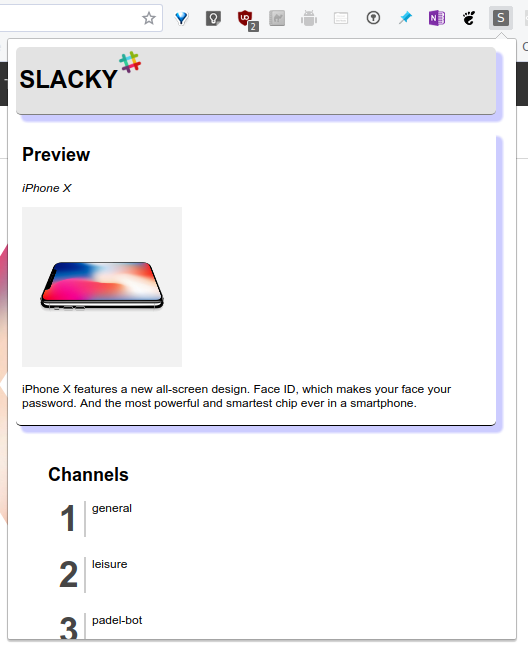 2
S
SLACKY
Preview
iPhone X
iPhone X features a new all-screen design. Face ID, which makes your face your
password. And the most powerful and smartest chip ever in a smartphone.
Channels
1
general
2
leisure
3
padel-bot